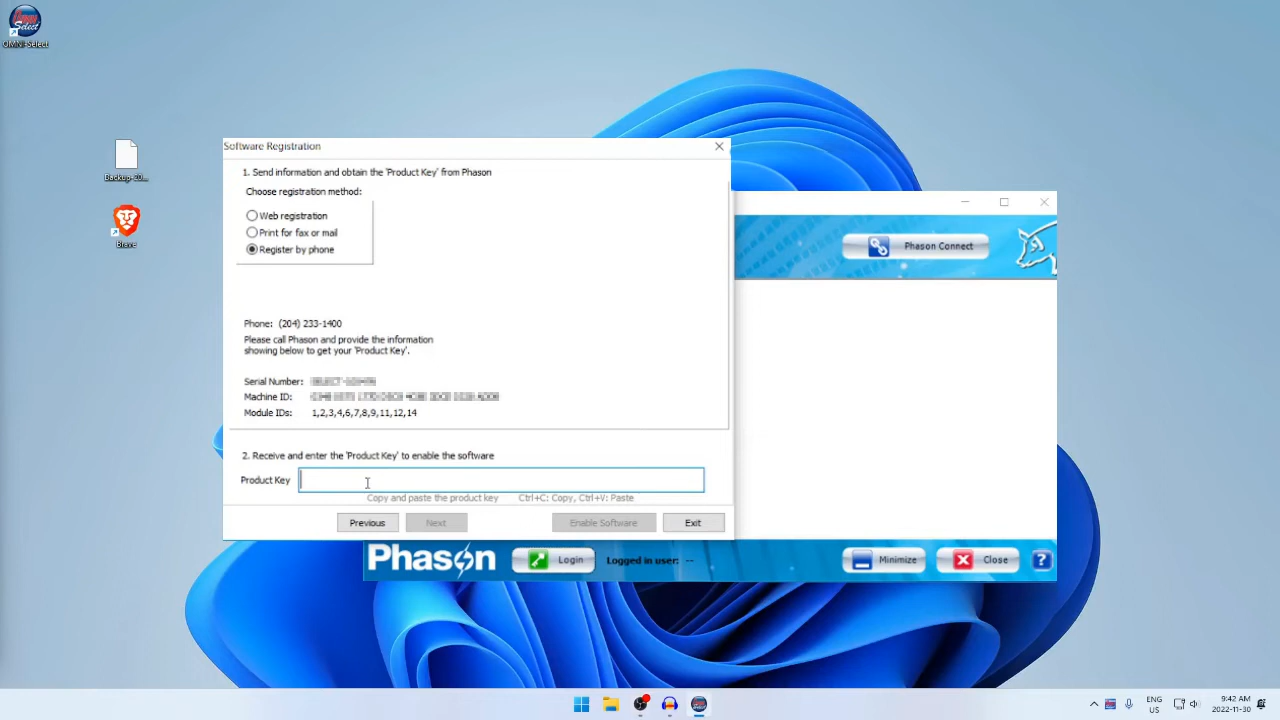 OMNI-Select
Backup-20...
Brave
Software Registration
1. Send information and obtain the 'Product Key' from Phason
Choose registration method:
Web registration
Print for fax or mail
Register by phone
Phone: (204) 233-1400
Please call Phason and provide the information
showing below to get your 'Product Key'.
Serial Number:
Machine ID:
Module IDs: 1,2,3,4,6,7,8,9,11,12,14
2. Receive and enter the 'Product Key' to enable the software
Product Key
Copy and paste the product key Ctrl+C: Copy, Ctrl+V: Paste
Previous Next Enable Software Exit
Phason Connect
Phason Login Logged in user: -- Minimize Close ?
ENG
US
9:42 AM
2022-11-30